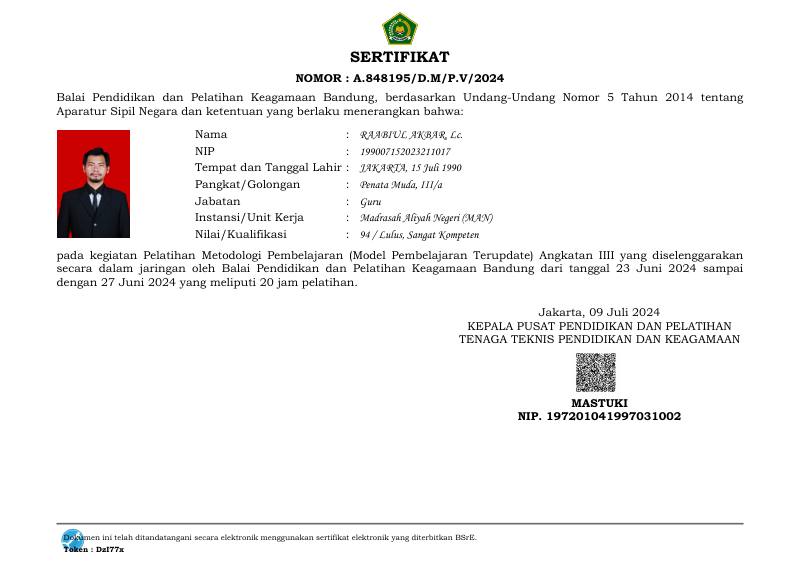 SERTIFIKAT
NOMOR : A.848195/D.M/P.V/2024
Balai Pendidikan dan Pelatihan Keagamaan Bandung, berdasarkan Undang-Undang Nomor 5 Tahun 2014 tentang
Aparatur Sipil Negara dan ketentuan yang berlaku menerangkan bahwa:
Nama : RAABIUL AKBAR, Lc.
NIP : 199007152023211017
Tempat dan Tanggal Lahir : JAKARTA, 15 Juli 1990
Pangkat/Golongan : Penata Muda, III/a
Jabatan : Guru
Instansi/Unit Kerja : Madrasah Aliyah Negeri (MAN)
Nilai/Kualifikasi : 94 / Lulus, Sangat Kompeten
pada kegiatan Pelatihan Metodologi Pembelajaran (Model Pembelajaran Terupdate) Angkatan IIII yang diselenggarakan
secara dalam jaringan oleh Balai Pendidikan dan Pelatihan Keagamaan Bandung dari tanggal 23 Juni 2024 sampai
dengan 27 Juni 2024 yang meliputi 20 jam pelatihan.
Jakarta, 09 Juli 2024
KEPALA PUSAT PENDIDIKAN DAN PELATIHAN
TENAGA TEKNIS PENDIDIKAN DAN KEAGAMAAN
MASTUKI
NIP. 197201041997031002
Dokumen ini telah ditandatangani secara elektronik menggunakan sertifikat elektronik yang diterbitkan BSrE.
Token : DzI77x